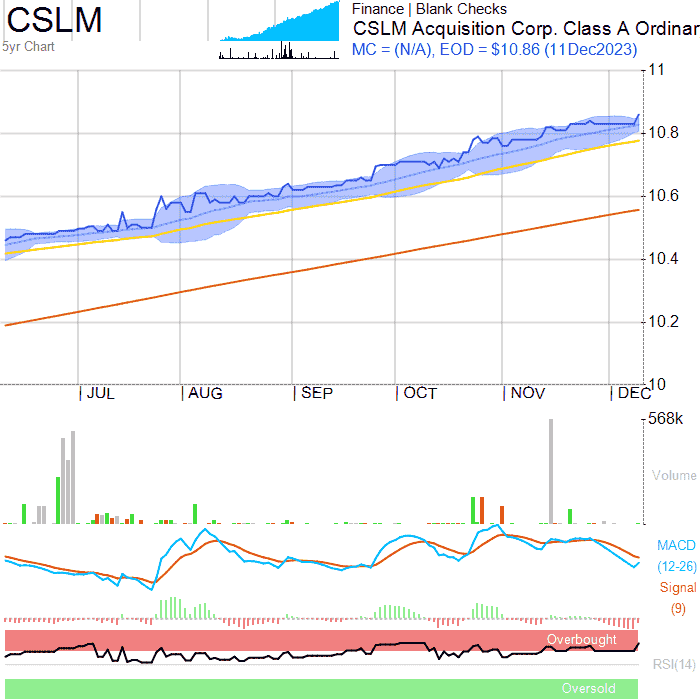 CSLM
5yr Chart
Finance | Blank Checks
CSLM Acquisition Corp. Class A Ordinar
MC = (N/A), EOD = $10.86 (11Dec2023)
11
10.8
10.6
10.4
10.2
10
JUL AUG SEP OCT NOV DEC
568k
Volume
MACD
(12-26)
Signal
(9)
Overbought
RSI(14)
Oversold